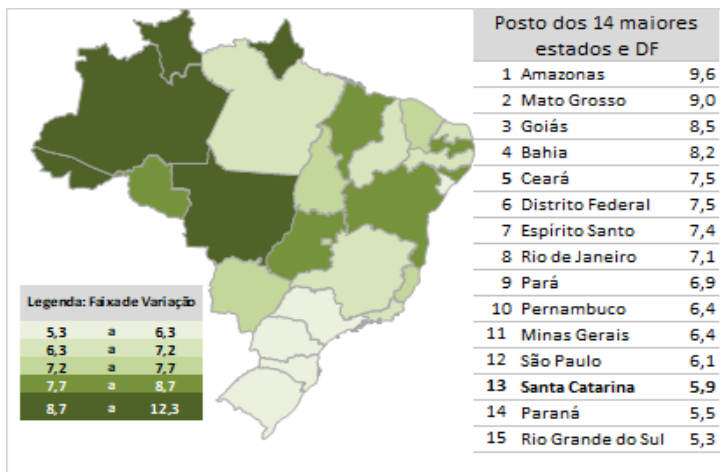 Posto dos 14 maiores
estados e DF
1 Amazonas 9,6
2 Mato Grosso 9,0
3 Goiás 8,5
4 Bahia 8,2
5 Ceará 7,5
6 Distrito Federal 7,5
7 Espírito Santo 7,4
8 Rio de Janeiro 7,1
9 Pará 6,9
10 Pernambuco 6,4
11 Minas Gerais 6,4
12 São Paulo 6,1
13 Santa Catarina 5,9
14 Paraná 5,5
15 Rio Grande do Sul 5,3
Legenda: Faixa de Variação
5,3 a 6,3
6,3 a 7,2
7,2 a 7,7
7,7 a 8,7
8,7 a 12,3